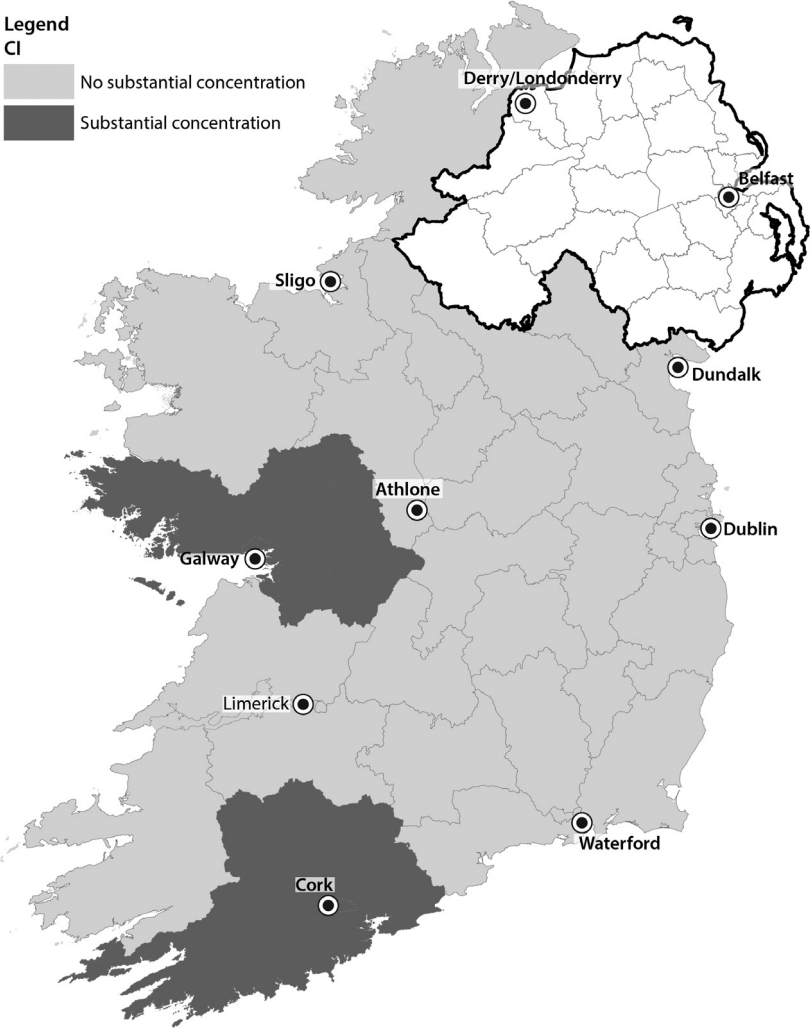 Legend
CI
No substantial concentration
Substantial concentration
Derry/Londonderry
Belfast
Sligo
Dundalk
Athlone
Dublin
Galway
Limerick
Waterford
Cork